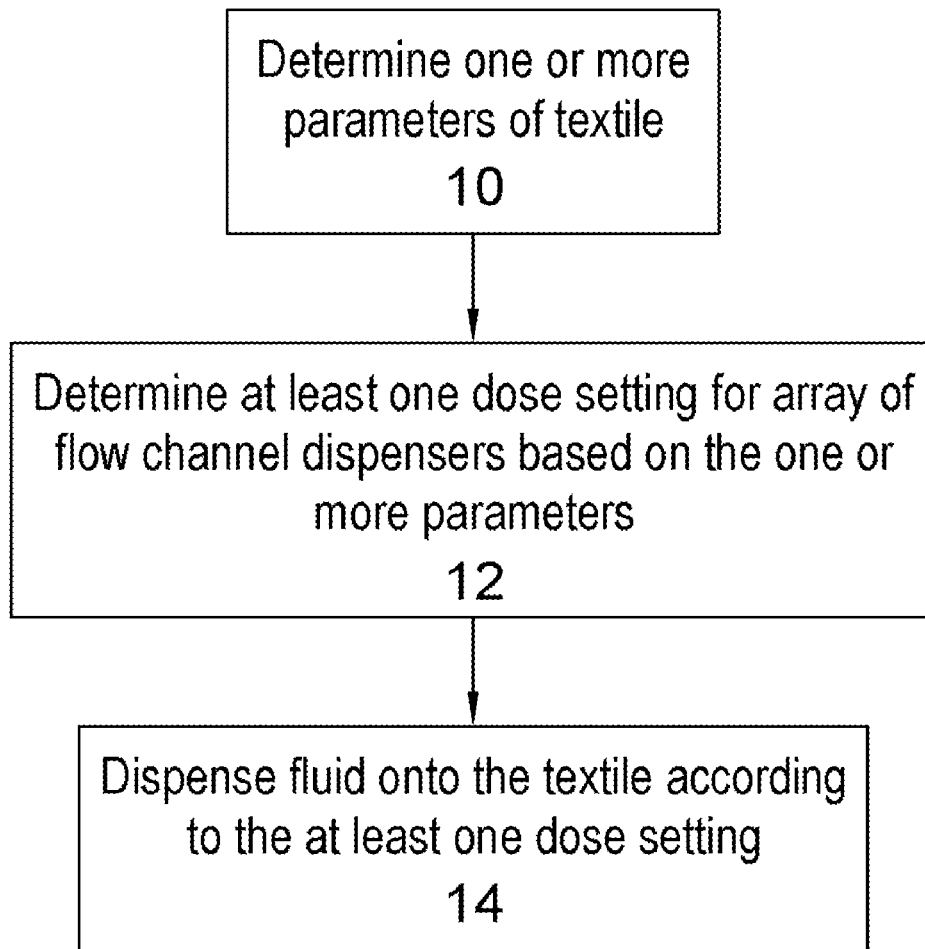 Determine one or more
parameters of textile
10
Determine at least one dose setting for array of
flow channel dispensers based on the one or
more parameters
12
Dispense fluid onto the textile according
to the at least one dose setting
14